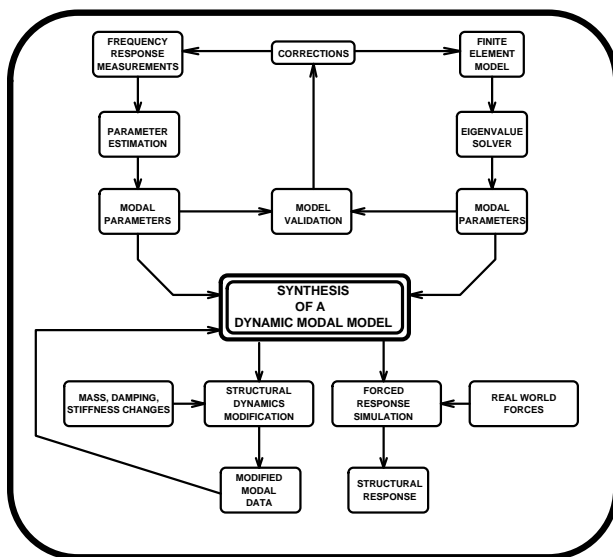 FREQUENCY
RESPONSE
MEASUREMENTS
CORRECTIONS
FINITE
ELEMENT
MODEL
PARAMETER
ESTIMATION
EIGENVALUE
SOLVER
MODAL
PARAMETERS
MODEL
VALIDATION
MODAL
PARAMETERS
SYNTHESIS
OF A
DYNAMIC MODAL MODEL
MASS, DAMPING,
STIFFNESS CHANGES
STRUCTURAL
DYNAMICS
MODIFICATION
FORCED
RESPONSE
SIMULATION
REAL WORLD
FORCES
MODIFIED
MODAL
DATA
STRUCTURAL
RESPONSE